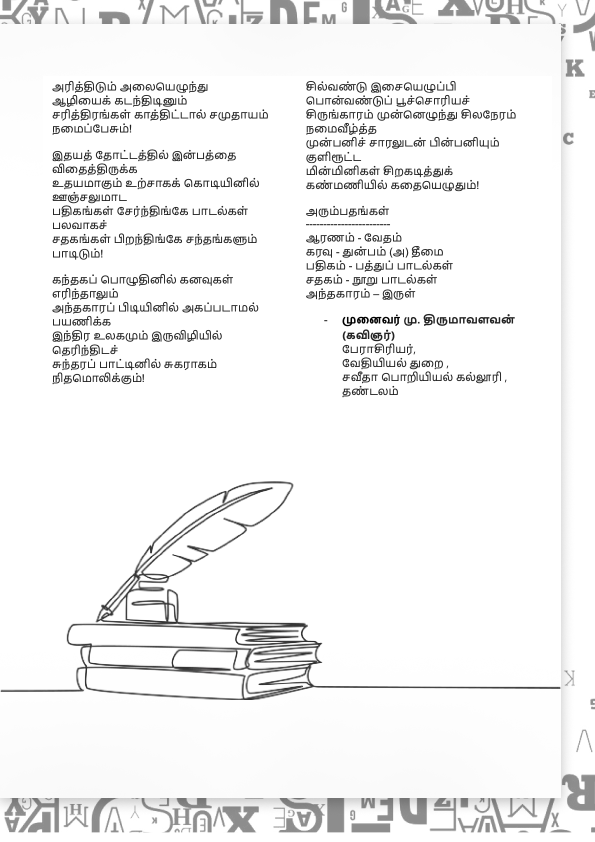 அரித்திடும் அலையெழுந்து
ஆழியைக் கடந்திடினும்
சரித்திரங்கள் காத்திட்டால் சமுதாயம்
நமைப்பேசும்!
இதயத் தோட்டத்தில் இன்பத்தை
விதைத்திருக்க
உதயமாகும் உற்சாகக் கொடியினில்
ஊஞ்சலுமாட
பதிகங்கள் சேர்ந்திங்கே பாடல்கள்
பலவாகச்
சதகங்கள் பிறந்திங்கே சந்தங்களும்
பாடிடும்!
கந்தகப் பொழுதினில் கனவுகள்
எரிந்தாலும்
அந்தகாரப் பிடியினில் அகப்படாமல்
பயணிக்க
இந்திர உலகமும் இருவிழியில்
தெரிந்திடச்
சுந்தரப் பாட்டினில் சுகராகம்
நிதமொலிக்கும்!
சில்வண்டு இசையெழுப்பி
பொன்வண்டுப் பூச்சொரியச்
சிருங்காரம் முன்னெழுந்து சிலநேரம்
நமைவீழ்த்த
முன்பனிச் சாரலுடன் பின்பனியும்
குளிரூட்ட
மின்மினிகள் சிறகடித்துக்
கண்மணியில் கதையெழுதும்!
அரும்பதங்கள்
------------------------
ஆரணம் - வேதம்
கரவு - துன்பம் (அ) தீமை
பதிகம் - பத்துப் பாடல்கள்
சதகம் - நூறு பாடல்கள்
அந்தகாரம் – இருள்
- முனைவர் மு. திருமாவளவன்
(கவிஞர்)
பேராசிரியர்,
வேதியியல் துறை ,
சவீதா பொறியியல் கல்லூரி ,
தண்டலம்